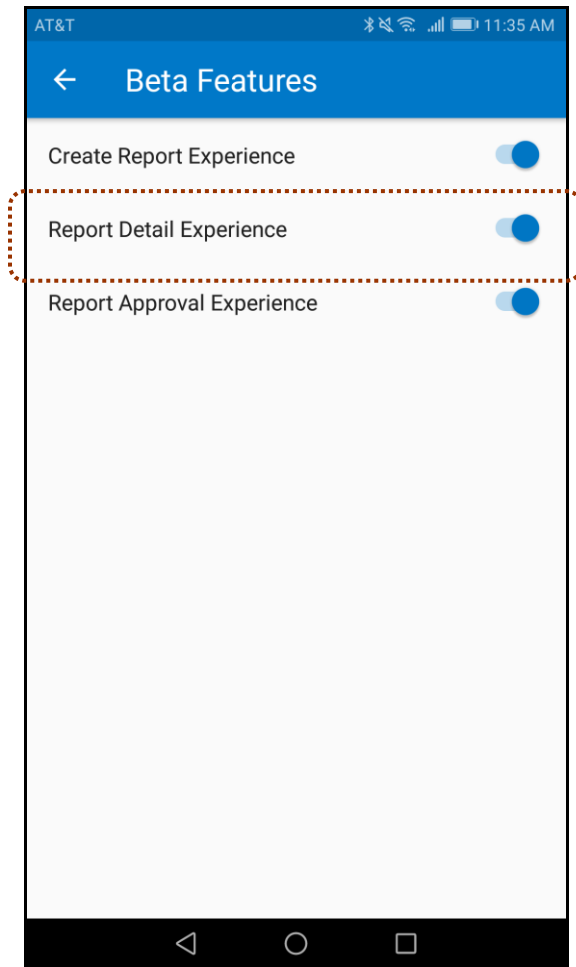 AT&T 11:35 AM
Beta Features
Create Report Experience
Report Detail Experience
Report Approval Experience